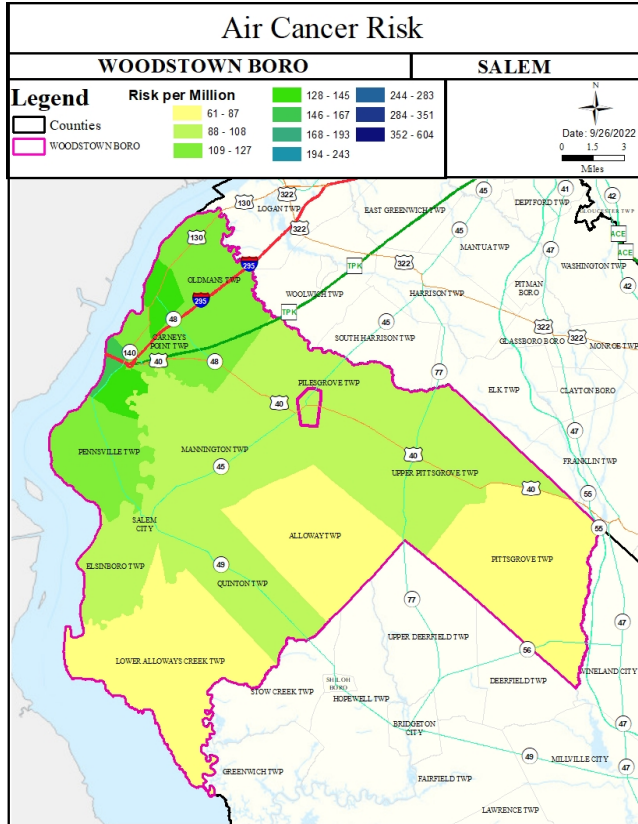 Air Cancer Risk
WOODSTOWN BORO
SALEM
Legend
Counties
WOODSTOWN BORO
Risk per Million
61 - 87
88 - 108
109 - 127
128 - 145
146 - 167
168 - 193
194 - 243
244 - 283
284 - 351
352 - 604
N
Date: 9/26/2022
0 1.5 3
Miles
322
45
41
42
DEPTFORD TWP
130
LOGAN TWP
EAST GREENWICH TWP
GLOUCESTER TWP
322
45
ACE
130
MANTUA TWP
47
ACE
295
TPK
322
WASHINGTON TWP
OLDMANS TWP
HARRISON TWP
PITMAN
BORO
42
295
WOOLWICH TWP
TPK
48
45
322
SOUTH HARRISON TWP
GLASSBORO BORO
322
MONROE TWP
CARNEYS
POINT TWP
140
40
48
77
PILESGROVE TWP
ELK TWP
CLAYTON BORO
40
47
PENNSVILLE TWP
MANNINGTON TWP
40
FRANKLIN TWP
45
UPPER PITTSGROVE TWP
40
55
SALEM
CITY
55
ALLOWAY TWP
PITTSGROVE TWP
ELSINBORO TWP
49
QUINTON TWP
77
47
UPPER DEERFIELD TWP
56
LOWER ALLOWAYS CREEK TWP
VINELAND CITY
SHILOH
BORO
DEERFIELD TWP
STOW CREEK TWP
HOPEWELL TWP
BRIDGETON
CITY
47
49
MILLVILLE CITY
47
GREENWICH TWP
FAIRFIELD TWP
LAWRENCE TWP